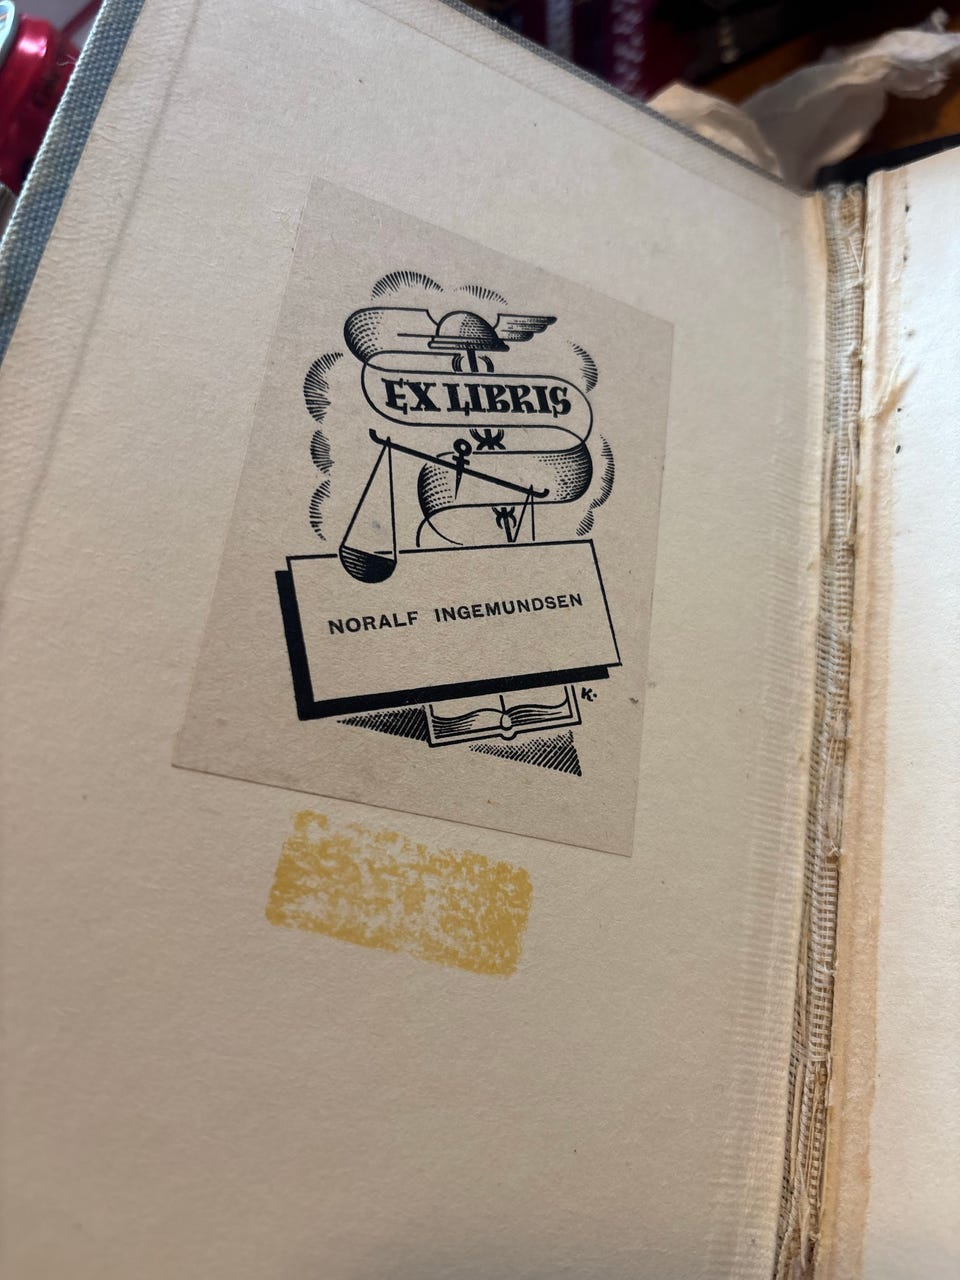 EX LIBRIS
NORALF INGEMUNDSEN
K.